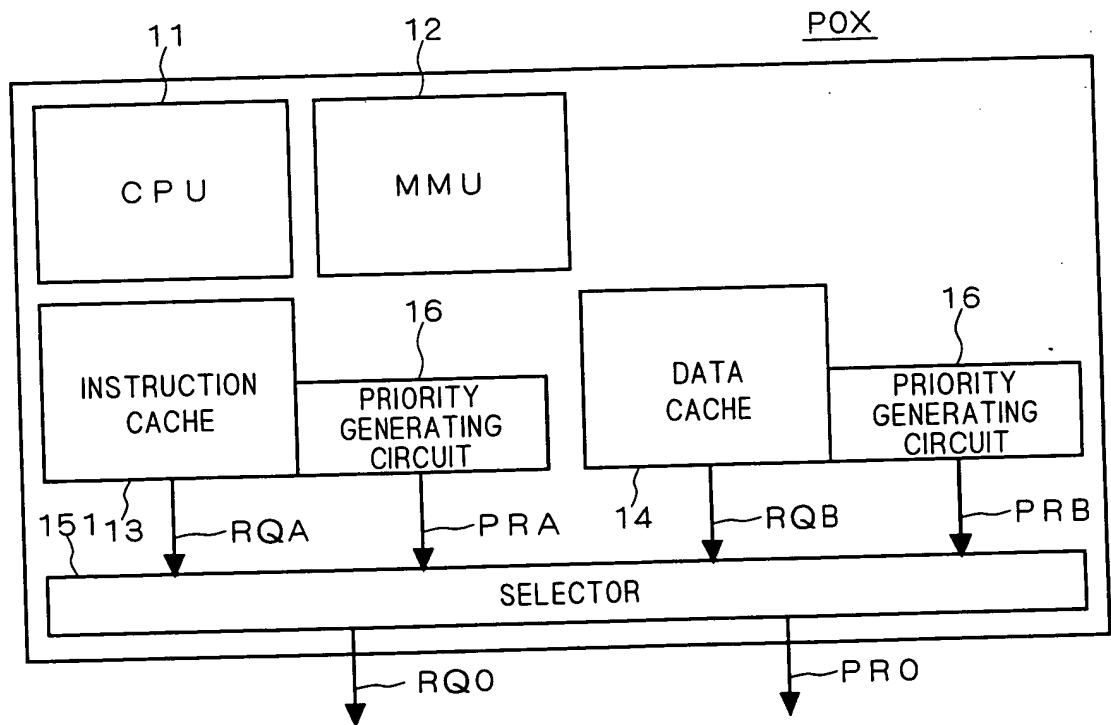 POX
11
12
CPU
MMU
16
16
INSTRUCTION
CACHE
PRIORITY
GENERATING
CIRCUIT
DATA
CACHE
PRIORITY
GENERATING
CIRCUIT
151
13
RQA
PRA
14
RQB
PRB
SELECTOR
RQ0
PR0